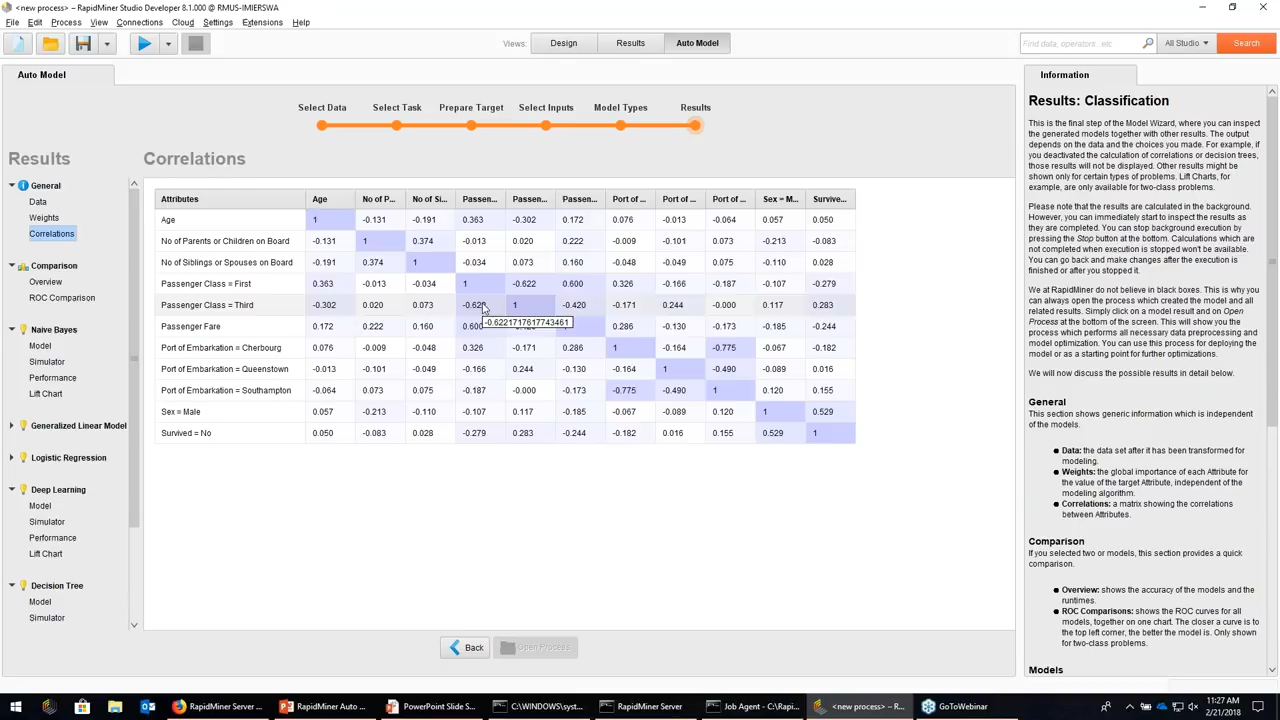 <new process> — RapidMiner Studio Developer 8.1.000 @ RMUS-IMIERSWA
File Edit Process View Connections Cloud Settings Extensions Help
Views: Design Results Auto Model
Find data, operators...etc All Studio Search
Auto Model
Select Data Select Task Prepare Target Select Inputs Model Types Results
Results
General
Data
Weights
Correlations
Comparison
Overview
ROC Comparison
Naive Bayes
Model
Simulator
Performance
Lift Chart
Generalized Linear Model
Logistic Regression
Deep Learning
Model
Simulator
Performance
Lift Chart
Decision Tree
Model
Simulator
Correlations
Attributes Age No of P... No of Si... Passen... Passen... Passen... Port of ... Port of ... Port of ... Sex = M... Survive...
Age 1 -0.131 -0.191 0.363 -0.302 0.172 0.076 -0.013 -0.064 0.057 0.050
No of Parents or Children on Board -0.131 1 0.374 -0.013 0.020 0.222 -0.009 -0.101 0.073 -0.213 -0.083
No of Siblings or Spouses on Board -0.191 0.374 1 -0.034 0.073 0.160 -0.048 -0.049 0.075 -0.110 0.028
Passenger Class = First 0.363 -0.013 -0.034 1 -0.622 0.600 0.326 -0.166 -0.187 -0.107 -0.279
Passenger Class = Third -0.302 0.020 0.073 -0.622 1 -0.420 -0.171 0.244 -0.000 0.117 0.283
-0.6221717617743461
Passenger Fare 0.172 0.222 0.160 0.600 0.286 -0.130 -0.173 -0.185 -0.244
Port of Embarkation = Cherbourg 0.076 -0.009 -0.048 0.326 -0.171 0.286 1 -0.164 -0.775 -0.067 -0.182
Port of Embarkation = Queenstown -0.013 -0.101 -0.049 -0.166 0.244 -0.130 -0.164 1 -0.490 -0.089 0.016
Port of Embarkation = Southampton -0.064 0.073 0.075 -0.187 -0.000 -0.173 -0.775 -0.490 1 0.120 0.155
Sex = Male 0.057 -0.213 -0.110 -0.107 0.117 -0.185 -0.067 -0.089 0.120 1 0.529
Survived = No 0.050 -0.083 0.028 -0.279 0.283 -0.244 -0.182 0.016 0.155 0.529 1
Back Open Process
Information
Results: Classification
This is the final step of the Model Wizard, where you can inspect
the generated models together with other results. The output
depends on the data and the choices you made. For example, if
you deactivated the calculation of correlations or decision trees,
those results will not be displayed. Other results might be
shown only for certain types of problems. Lift Charts, for
example, are only available for two-class problems.
Please note that the results are calculated in the background.
However, you can immediately start to inspect the results as
they are completed. You can stop background execution by
pressing the Stop button at the bottom. Calculations which are
not completed when execution is stopped won't be available.
You can go back and make changes after the execution is
finished or after you stopped it.
We at RapidMiner do not believe in black boxes. This is why you
can always open the process which created the model and all
related results. Simply click on a model result and on Open
Process at the bottom of the screen. This will show you the
process which performs all necessary data preprocessing and
model optimization. You can use this process for deploying the
model or as a starting point for further optimizations.
We will now discuss the possible results in detail below.
General
This section shows generic information which is independent
of the models.
Data: the data set after it has been transformed for
modeling.
Weights: the global importance of each Attribute for
the value of the target Attribute, independent of the
modeling algorithm.
Correlations: a matrix showing the correlations
between Attributes.
Comparison
If you selected two or models, this section provides a quick
comparison.
Overview: shows the accuracy of the models and the
runtimes.
ROC Comparisons: shows the ROC curves for all
models, together on one chart. The closer a curve is to
the top left corner, the better the model is. Only shown
for two-class problems.
Models
RapidMiner Server ... RapidMiner Auto ... PowerPoint Slide S... C:\WINDOWS\syst... RapidMiner Server Job Agent - C:\Rapi... <new process> – R... GoToWebinar
11:27 AM
2/21/2018